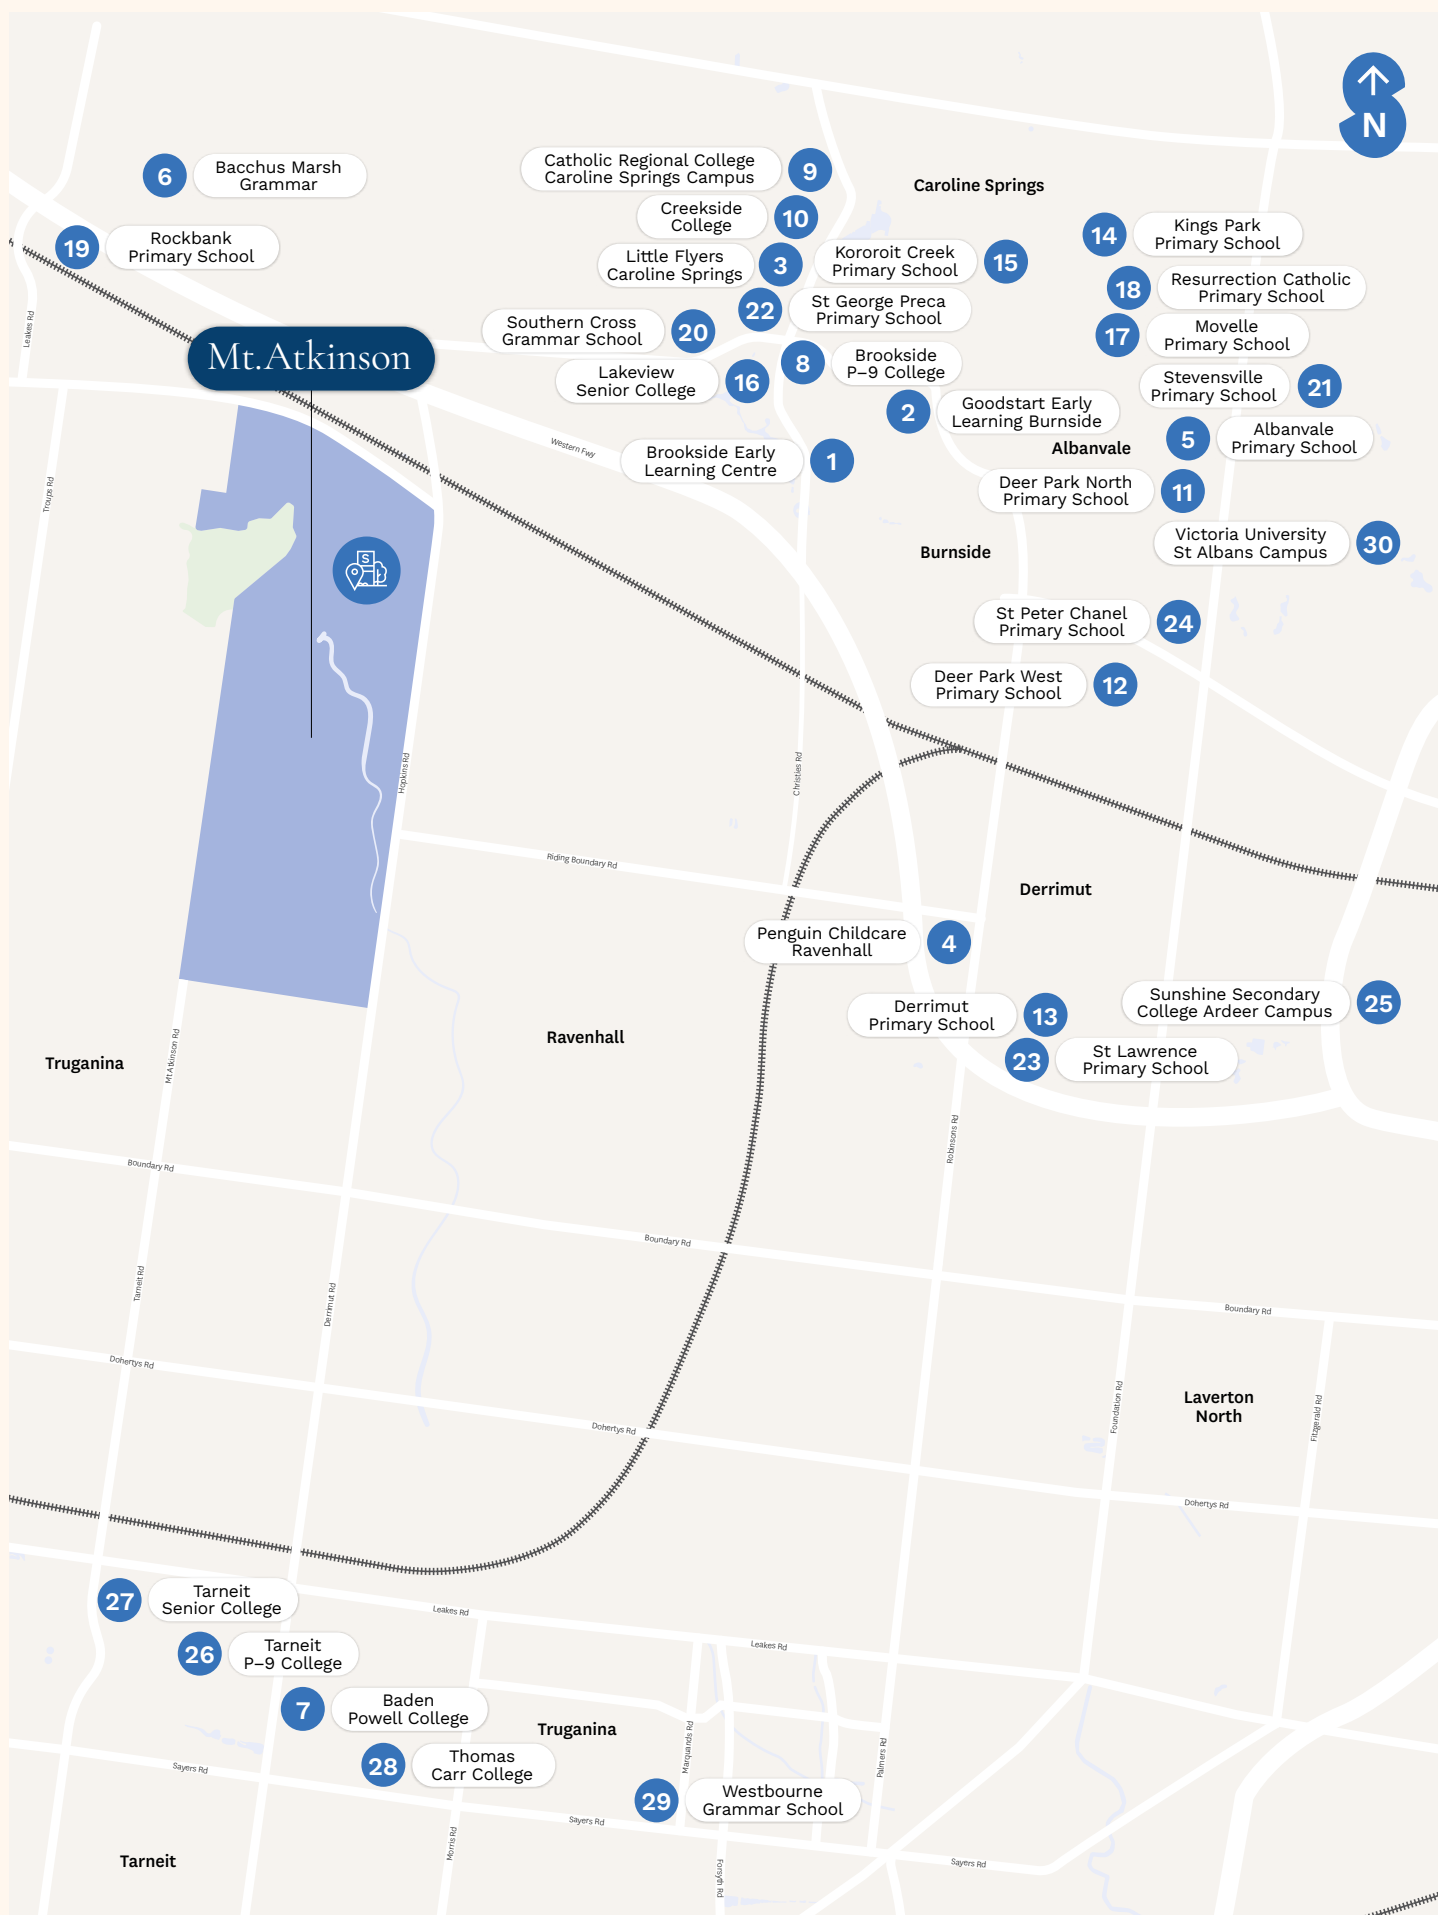 N
6
Bacchus Marsh
Grammar
19
Rockbank
Primary School
Catholic Regional College
Caroline Springs Campus
9
Creekside
College
10
Little Flyers
Caroline Springs
3
Caroline Springs
Kororoit Creek
Primary School
15
14
Kings Park
Primary School
22
St George Preca
Primary School
18
Resurrection Catholic
Primary School
Southern Cross
Grammar School
20
17
Movelle
Primary School
Leakes Rd
Mt.Atkinson
Lakeview
Senior College
16
8
Brookside
P–9 College
Stevensville
Primary School
21
2
Goodstart Early
Learning Burnside
Albanvale
5
Albanvale
Primary School
Western Fwy
Brookside Early
Learning Centre
1
Deer Park North
Primary School
11
Troups Rd
Burnside
Victoria University
St Albans Campus
30
S
St Peter Chanel
Primary School
24
Deer Park West
Primary School
12
Hopkins Rd
Christies Rd
Riding Boundary Rd
Derrimut
Penguin Childcare
Ravenhall
4
Derrimut
Primary School
13
Sunshine Secondary
College Ardeer Campus
25
23
St Lawrence
Primary School
Ravenhall
Truganina
Mt Atkinson Rd
Robinsons Rd
Boundary Rd
Boundary Rd
Boundary Rd
Tarneit Rd
Derrimut Rd
Dohertys Rd
Dohertys Rd
Dohertys Rd
Foundation Rd
Laverton
North
Fitzgerald Rd
27
Tarneit
Senior College
Leakes Rd
Leakes Rd
26
Tarneit
P–9 College
7
Baden
Powell College
Truganina
28
Thomas
Carr College
Marquands Rd
Palmers Rd
29
Westbourne
Grammar School
Sayers Rd
Sayers Rd
Sayers Rd
Morris Rd
Forsyth Rd
Tarneit